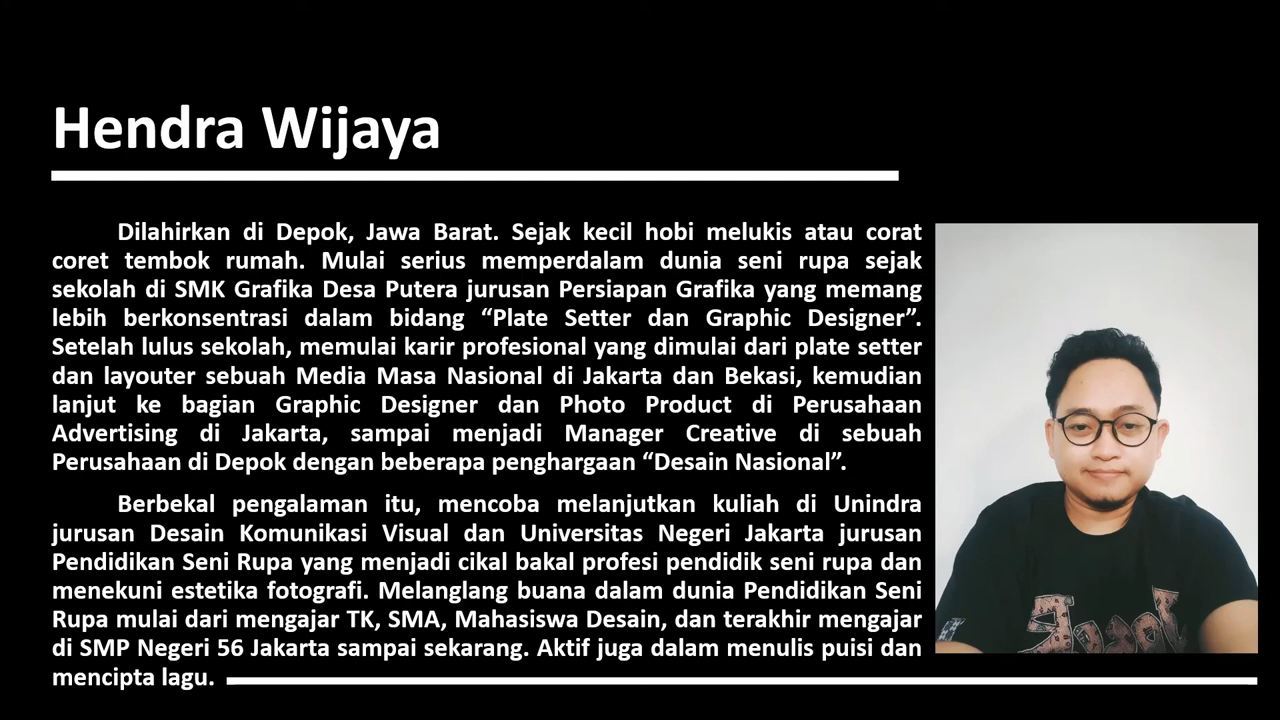 Hendra Wijaya
Dilahirkan di Depok, Jawa Barat. Sejak kecil hobi melukis atau corat
coret tembok rumah. Mulai serius memperdalam dunia seni rupa sejak
sekolah di SMK Grafika Desa Putera jurusan Persiapan Grafika yang memang
lebih berkonsentrasi dalam bidang “Plate Setter dan Graphic Designer”.
Setelah lulus sekolah, memulai karir profesional yang dimulai dari plate setter
dan layouter sebuah Media Masa Nasional di Jakarta dan Bekasi, kemudian
lanjut ke bagian Graphic Designer dan Photo Product di Perusahaan
Advertising di Jakarta, sampai menjadi Manager Creative di sebuah
Perusahaan di Depok dengan beberapa penghargaan “Desain Nasional”.
Berbekal pengalaman itu, mencoba melanjutkan kuliah di Unindra
jurusan Desain Komunikasi Visual dan Universitas Negeri Jakarta jurusan
Pendidikan Seni Rupa yang menjadi cikal bakal profesi pendidik seni rupa dan
menekuni estetika fotografi. Melanglang buana dalam dunia Pendidikan Seni
Rupa mulai dari mengajar TK, SMA, Mahasiswa Desain, dan terakhir mengajar
di SMP Negeri 56 Jakarta sampai sekarang. Aktif juga dalam menulis puisi dan
mencipta lagu.